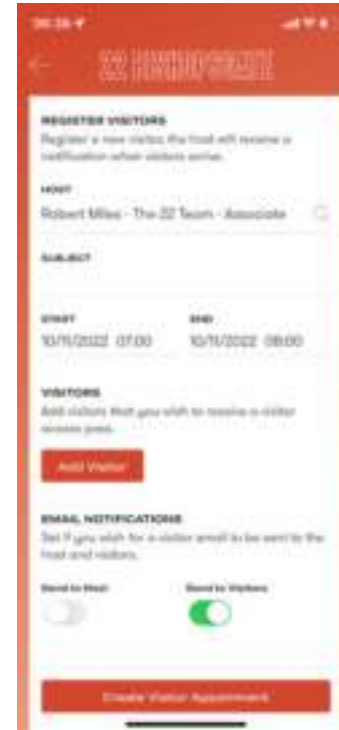 22 BISHOPSGATE
REGISTER VISITORS
Register a new visitor, the host will receive a
notification when visitors arrive.
HOST
Robert Miles - The 22 Team - Associate
SUBJECT
START END
10/11/2022 07:00 10/11/2022 08:00
VISITORS
Add visitors that you wish to receive a visitor
access pass.
Add Visitor
EMAIL NOTIFICATIONS
Set if you wish for a visitor email to be sent to the
host and visitors.
Send to Host Send to Visitors
Create Visitor Appointment